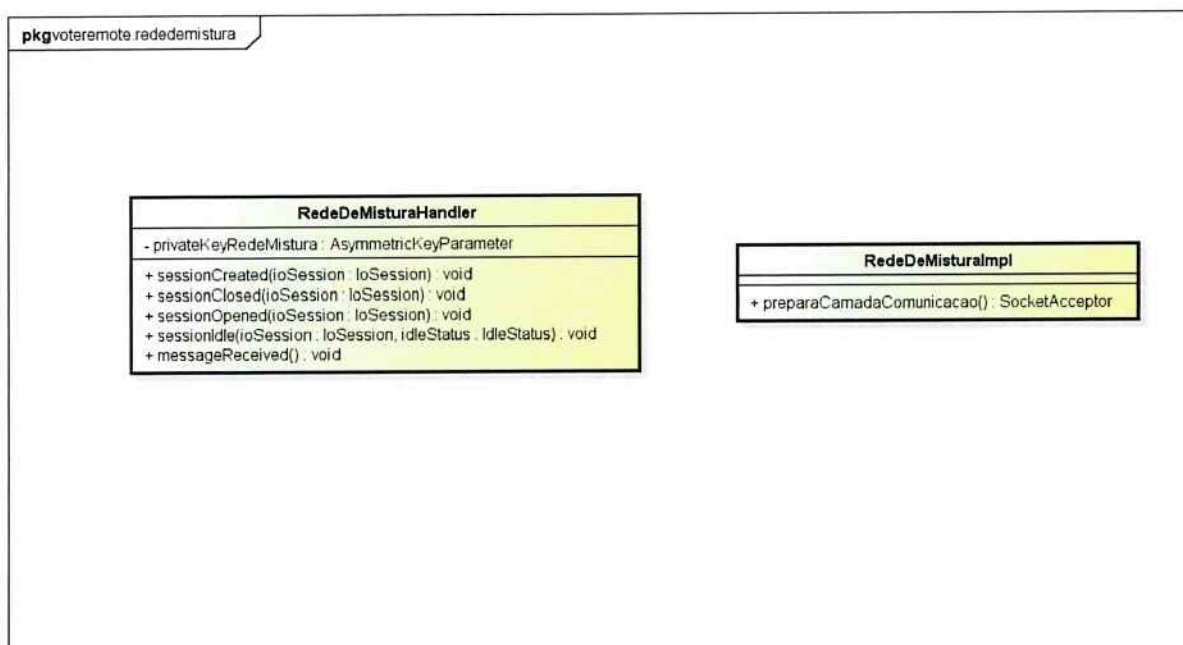 pkgvoteremote.rededemistura
RedeDeMisturaHandler
- privateKeyRedeMistura : AsymmetricKeyParameter
+ sessionCreated(ioSession : IoSession) : void
+ sessionClosed(ioSession : IoSession) : void
+ sessionOpened(ioSession : IoSession) : void
+ sessionIdle(ioSession : IoSession, idleStatus : IdleStatus) : void
+ messageReceived() : void
RedeDeMisturaImpl
+ preparaCamadaComunicacao() : SocketAcceptor